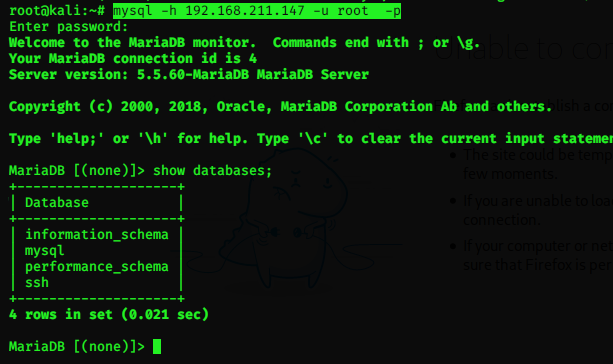 root@kali:~# mysql -h 192.168.211.147 -u root  -p
Enter password:
Welcome to the MariaDB monitor.  Commands end with ; or \g.
Your MariaDB connection id is 4
Server version: 5.5.60-MariaDB MariaDB Server
Copyright (c) 2000, 2018, Oracle, MariaDB Corporation Ab and others.
Type 'help;' or '\h' for help. Type '\c' to clear the current input statemen
MariaDB [(none)]> show databases;
+--------------------+
| Database           |
+--------------------+
| information_schema |
| mysql              |
| performance_schema |
| ssh                |
+--------------------+
4 rows in set (0.021 sec)
MariaDB [(none)]>
Unable to co
blish a co
The site could be temp
few moments.
If you are unable to loa
connection.
If your computer or net
sure that Firefox is per